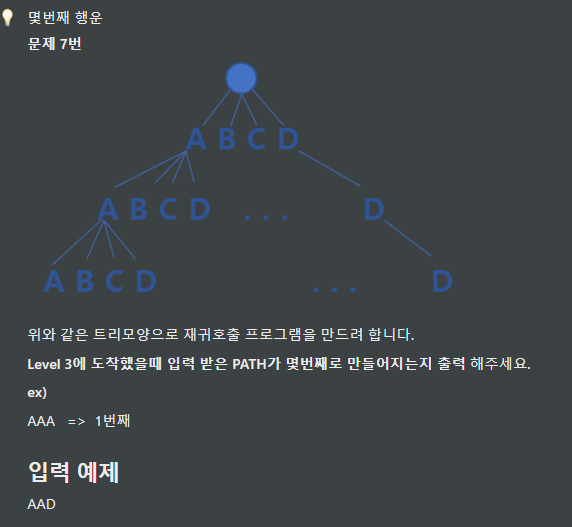 몇번째 행운
문제 7번
A B C D
A B C D . . . D
A B C D . . . D
위와 같은 트리모양으로 재귀호출 프로그램을 만드려 합니다.
Level 3에 도착했을때 입력 받은 PATH가 몇번째로 만들어지는지 출력 해주세요.
ex)
AAA => 1번째
입력 예제
AAD